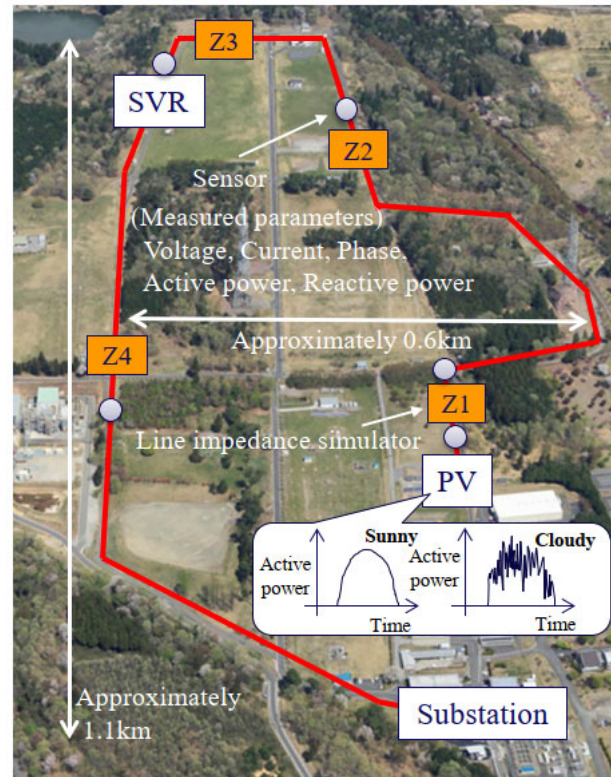 Z3
SVR
Z2
Sensor
(Measured parameters)
Voltage, Current, Phase,
Active power, Reactive power
Approximately 0.6km
Z4
Z1
Line impedance simulator
PV
Sunny
Active
power
Time
Cloudy
Active
power
Time
Approximately
1.1km
Substation